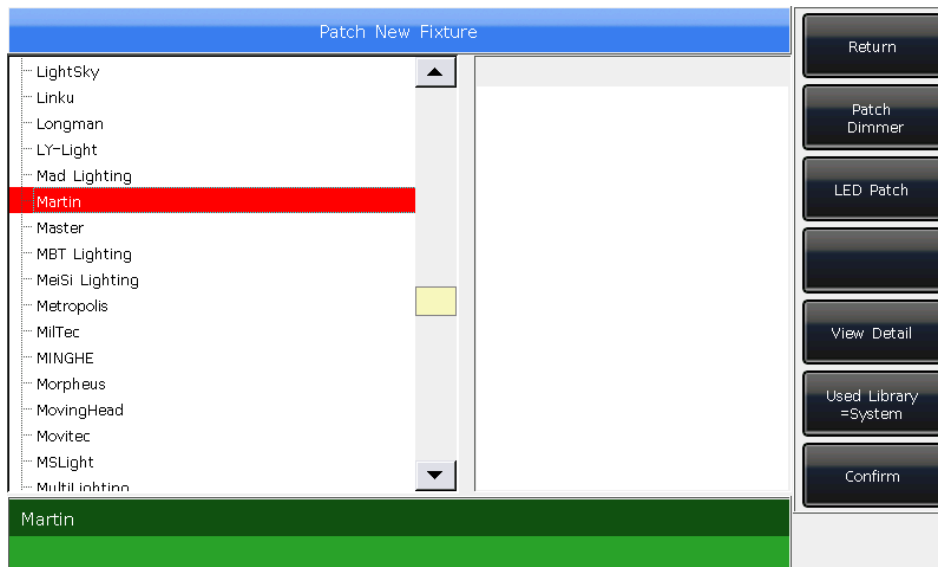 Patch New Fixture
LightSky
Linku
Longman
LY-Light
Mad Lighting
Martin
Master
MBT Lighting
MeiSi Lighting
Metropolis
MilTec
MINGHE
Morpheus
MovingHead
Movitec
MSLight
MultiLighting
Martin
Return
Patch
Dimmer
LED Patch
View Detail
Used Library
=System
Confirm